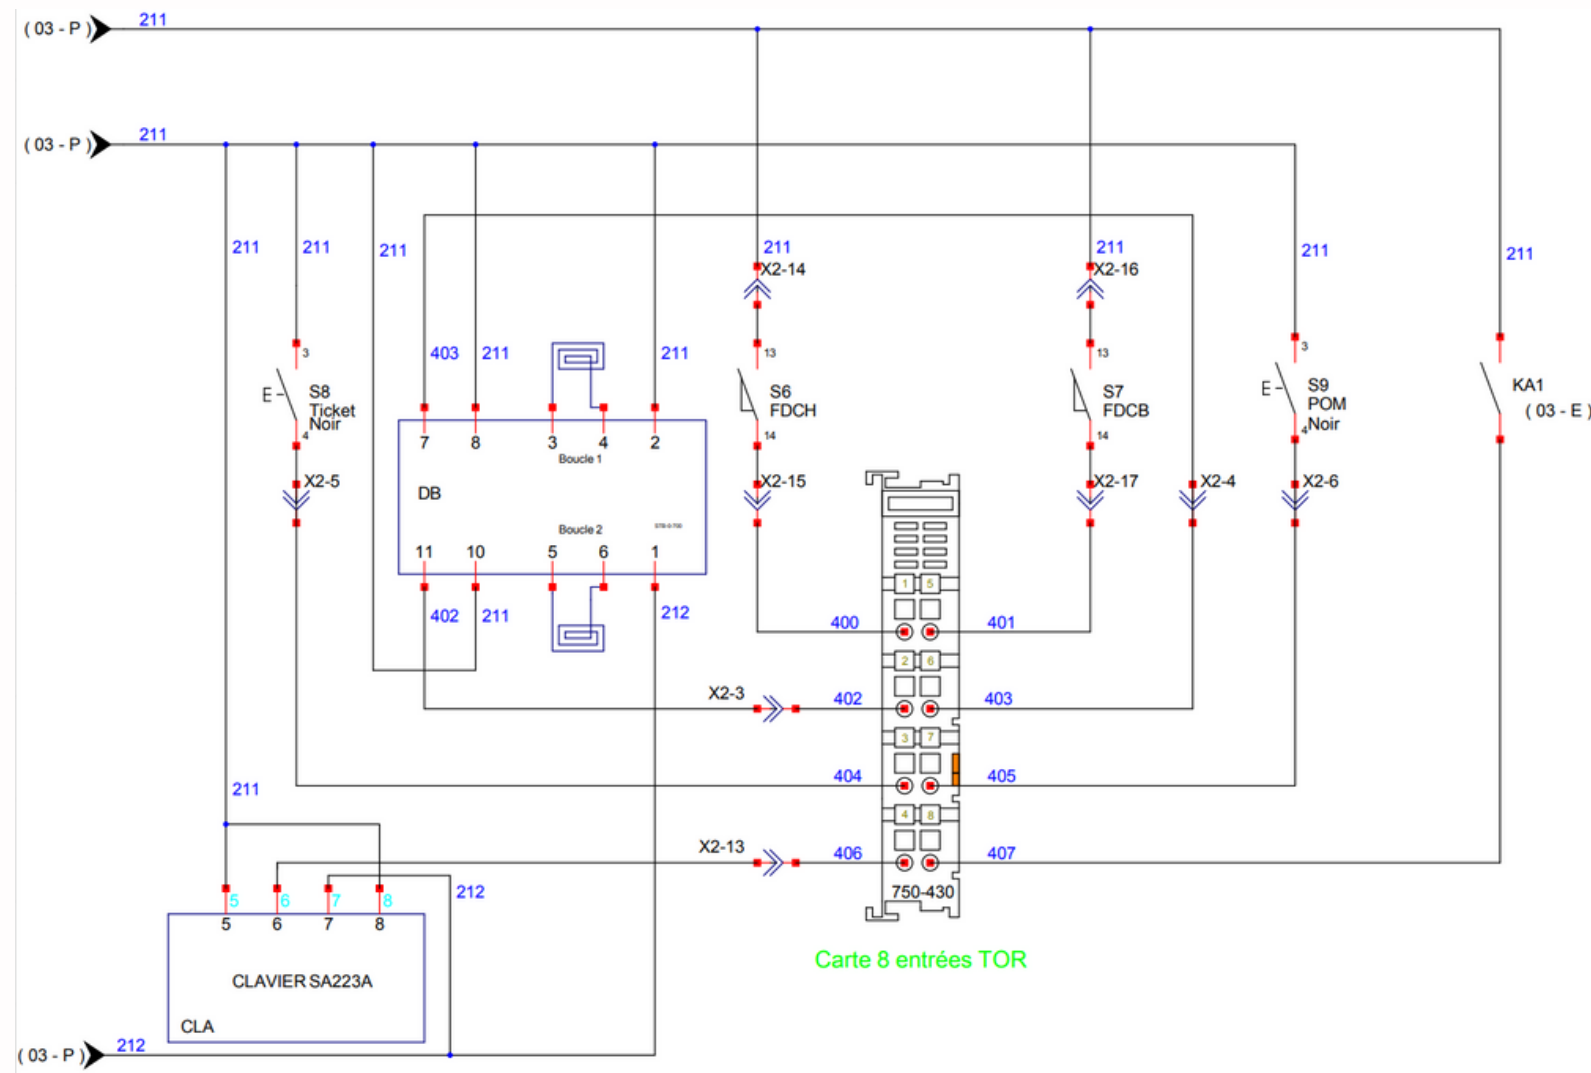 ( 03 - P )
211
( 03 - P )
211
211
211
211
211
X2-14
211
X2-16
211
211
403
211
211
3
E
S8
Ticket
Noir
4
X2-5
13
S6
FDCH
14
X2-15
13
S7
FDCB
14
X2-17
X2-4
3
E
S9
POM
Noir
4
X2-6
KA1
( 03 - E )
7
8
3
4
2
Boucle 1
DB
Boucle 2
STB-0-700
11
10
5
6
1
402
211
212
1
5
400
401
2
6
X2-3
402
403
3
7
211
404
405
4
8
X2-13
406
407
212
5
6
7
8
5
6
7
8
750-430
CLAVIER SA223A
CLA
Carte 8 entrées TOR
( 03 - P )
212